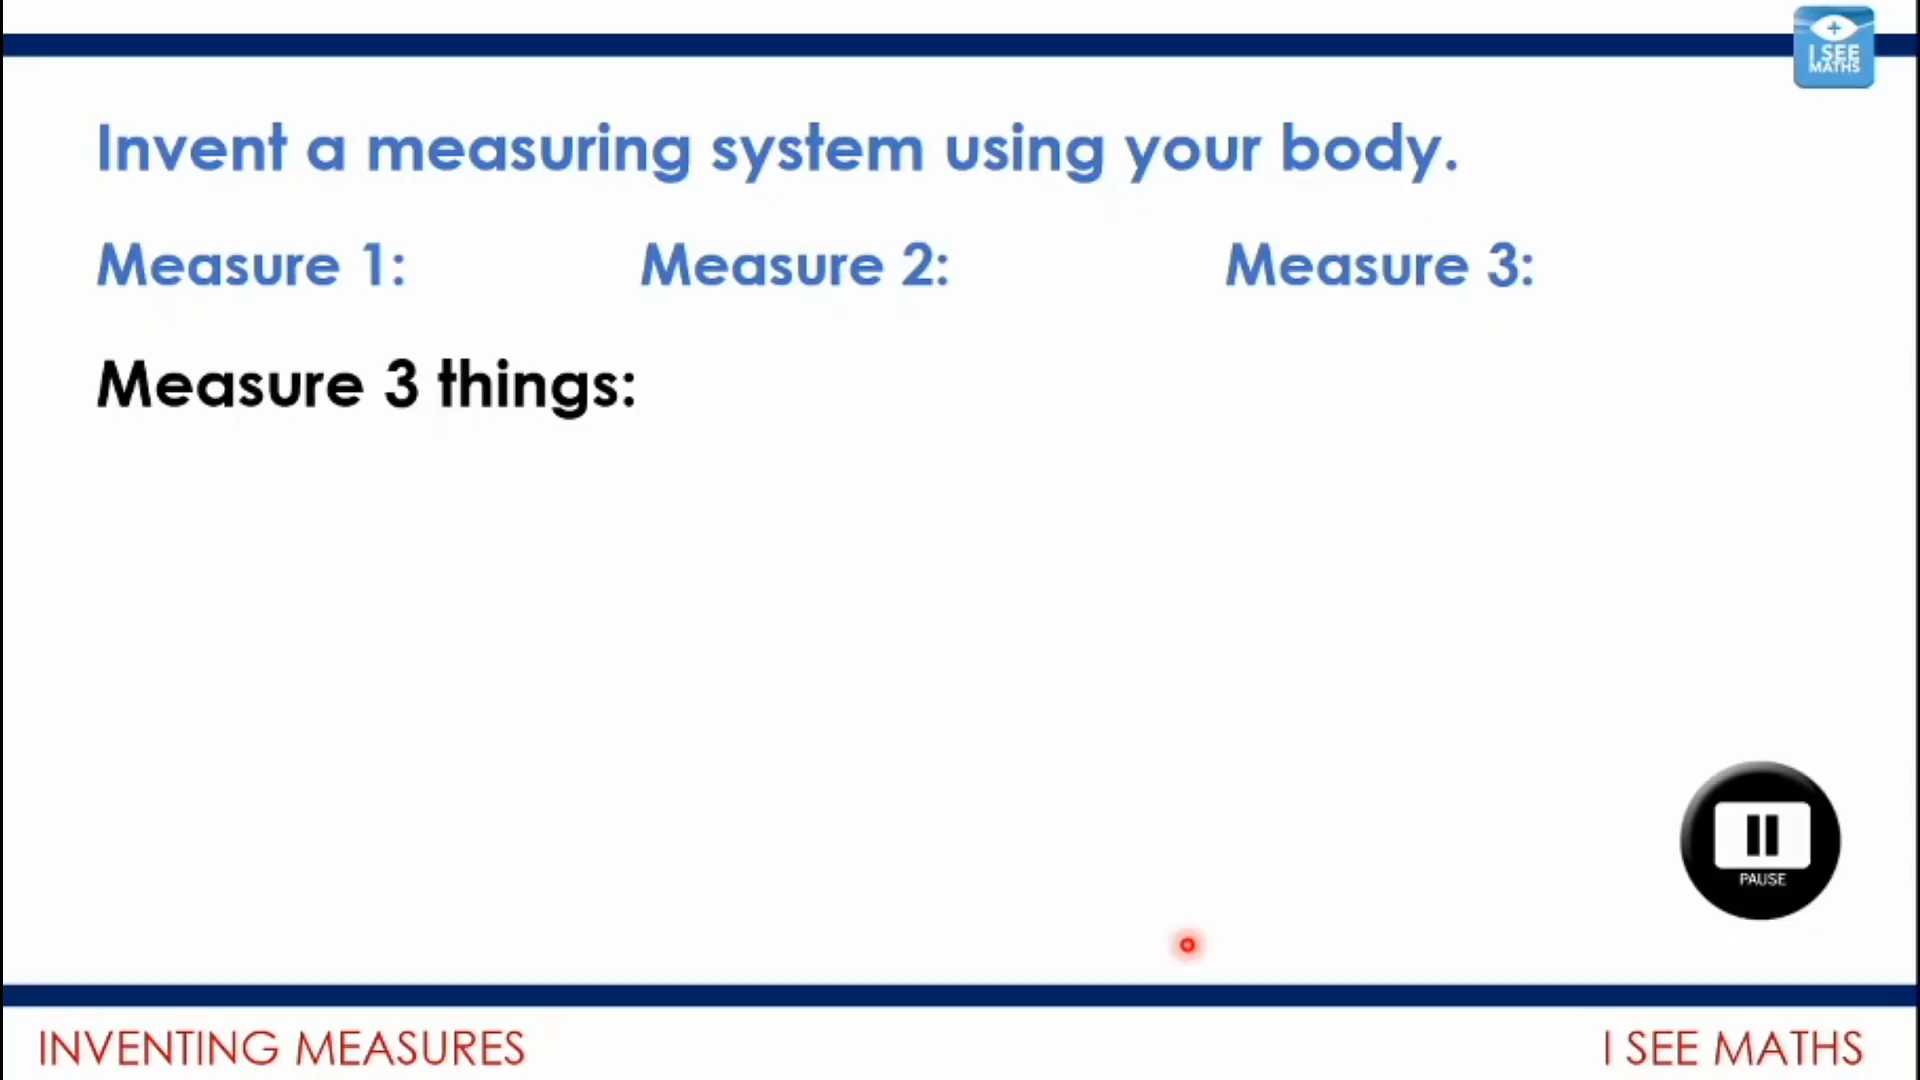 I SEE
MATHS
Invent a measuring system using your body.
Measure 1: Measure 2: Measure 3:
Measure 3 things:
PAUSE
INVENTING MEASURES I SEE MATHS